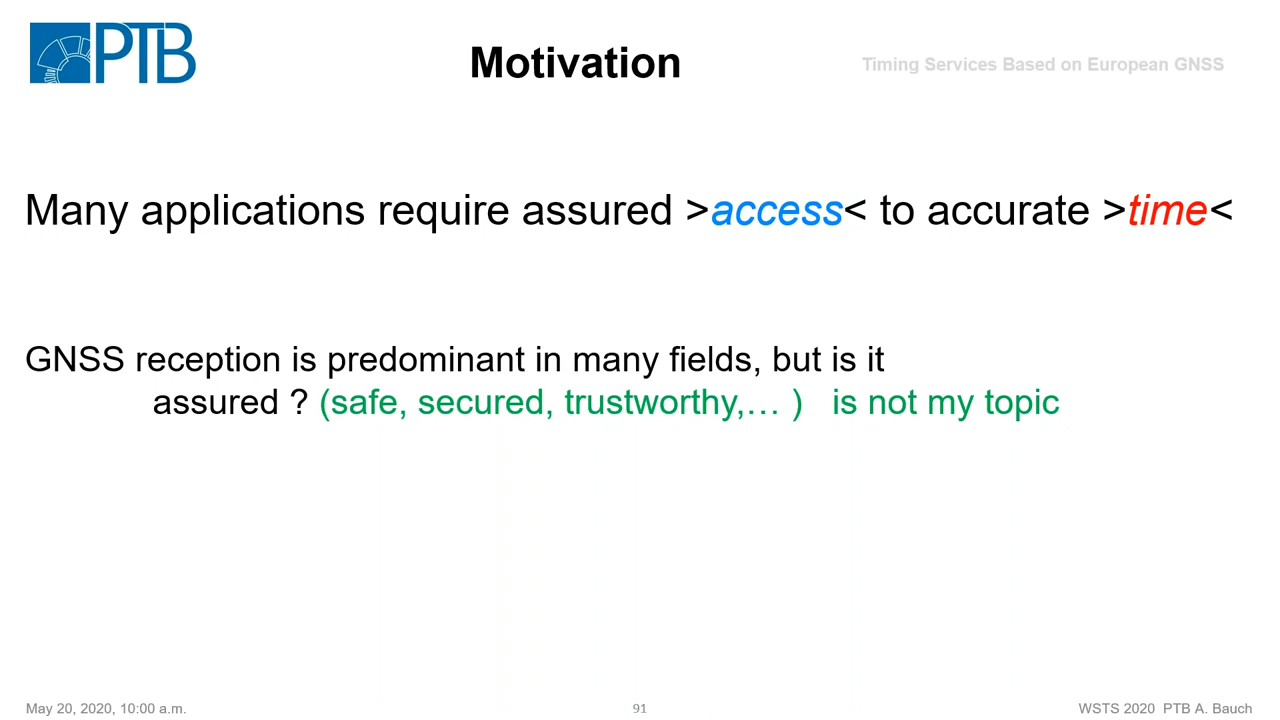 PTB
Motivation
Timing Services Based on European GNSS
Many applications require assured >access< to accurate >time<
GNSS reception is predominant in many fields, but is it
assured ? (safe, secured, trustworthy,… ) is not my topic
May 20, 2020, 10:00 a.m.
91
WSTS 2020 PTB A. Bauch